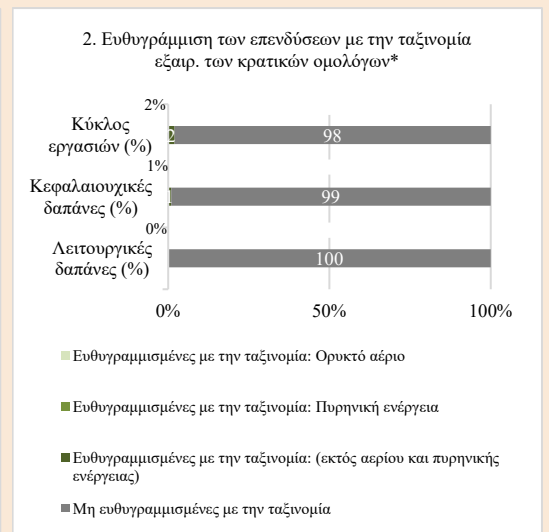 2. Ευθυγράμμιση των επενδύσεων με την ταξινομία
εξαιρ. των κρατικών ομολόγων*
2%
Κύκλος
εργασιών (%)
2
98
1%
Κεφαλαιουχικές
δαπάνες (%)
1
99
0%
Λειτουργικές
δαπάνες (%)
100
0%
50%
100%
Ευθυγραμμισμένες με την ταξινομία: Ορυκτό αέριο
Ευθυγραμμισμένες με την ταξινομία: Πυρηνική ενέργεια
Ευθυγραμμισμένες με την ταξινομία: (εκτός αερίου και πυρηνικής
ενέργειας)
Μη ευθυγραμμισμένες με την ταξινομία